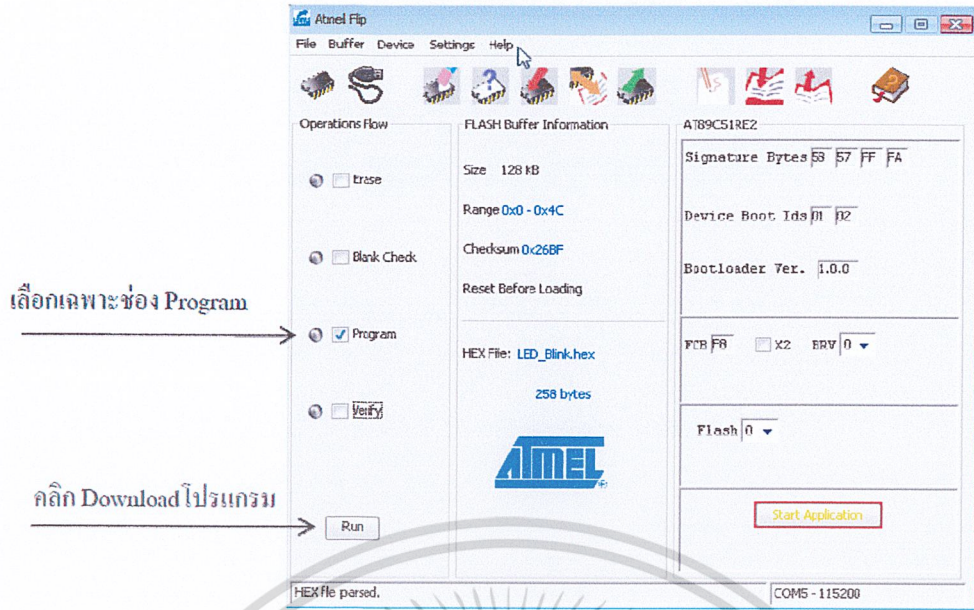 Atmel Flip
File Buffer Device Settings Help
Operations Flow
Erase
Blank Check
เลือกเฉพาะช่อง Program
Program
Verify
คลิก Download โปรแกรม
Run
FLASH Buffer Information
Size 128 kB
Range 0x0 - 0x4C
Checksum 0x26BF
Reset Before Loading
HEX File: LED_Blink.hex
258 bytes
ATMEL
AT89C51RE2
Signature Bytes 58 57 FF FA
Device Boot Ids 01 02
Bootloader Ver. 1.0.0
X2 BRV 0
Flash 0
Start Application
HEX file parsed.
COM5 - 115200